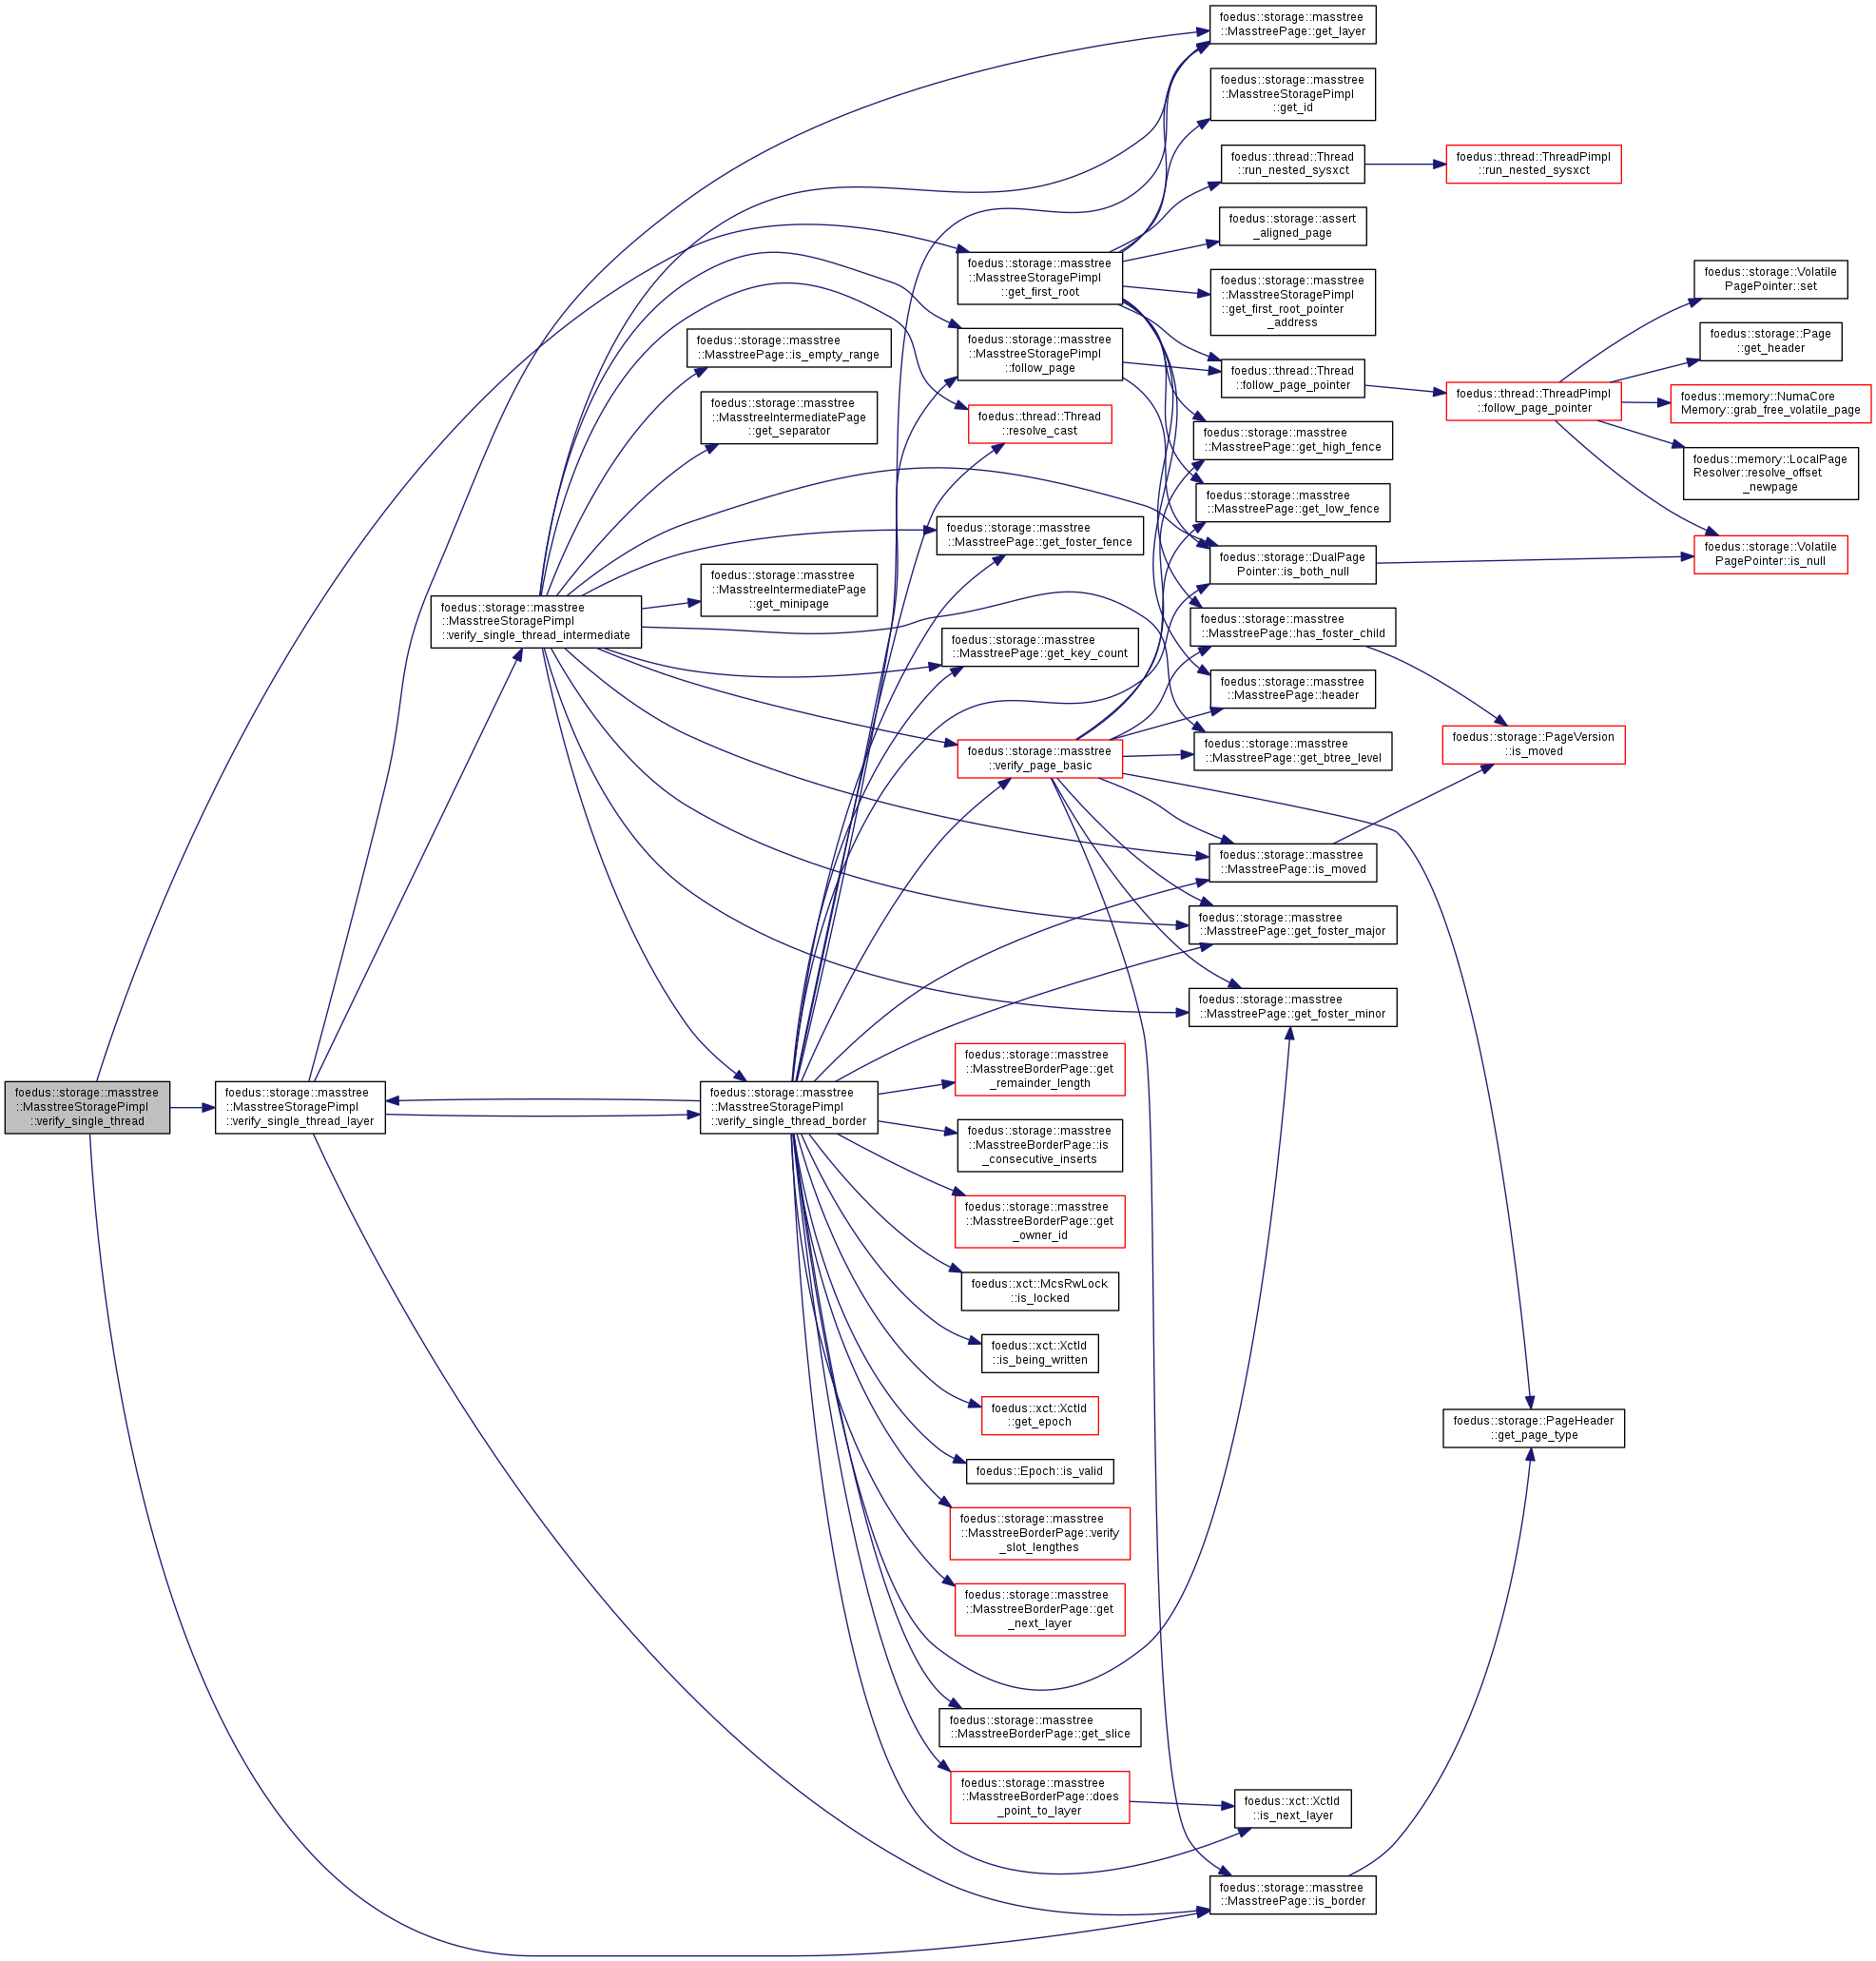 foedus::storage::masstree
::MasstreePage::get_layer
foedus::storage::masstree
::MasstreeStoragePimpl
::get_id
foedus::thread::Thread
::run_nested_sysxct
foedus::thread::ThreadPimpl
::run_nested_sysxct
foedus::storage::assert
_aligned_page
foedus::storage::masstree
::MasstreeStoragePimpl
::get_first_root
foedus::storage::masstree
::MasstreeStoragePimpl
::get_first_root_pointer
_address
foedus::storage::Volatile
PagePointer::set
foedus::storage::Page
::get_header
foedus::storage::masstree
::MasstreePage::is_empty_range
foedus::storage::masstree
::MasstreeStoragePimpl
::follow_page
foedus::thread::Thread
::follow_page_pointer
foedus::thread::ThreadPimpl
::follow_page_pointer
foedus::memory::NumaCore
Memory::grab_free_volatile_page
foedus::storage::masstree
::MasstreeIntermediatePage
::get_separator
foedus::thread::Thread
::resolve_cast
foedus::storage::masstree
::MasstreePage::get_high_fence
foedus::memory::LocalPage
Resolver::resolve_offset
_newpage
foedus::storage::masstree
::MasstreePage::get_low_fence
foedus::storage::masstree
::MasstreePage::get_foster_fence
foedus::storage::DualPage
Pointer::is_both_null
foedus::storage::Volatile
PagePointer::is_null
foedus::storage::masstree
::MasstreeIntermediatePage
::get_minipage
foedus::storage::masstree
::MasstreeStoragePimpl
::verify_single_thread_intermediate
foedus::storage::masstree
::MasstreePage::get_key_count
foedus::storage::masstree
::MasstreePage::has_foster_child
foedus::storage::masstree
::MasstreePage::header
foedus::storage::masstree
::verify_page_basic
foedus::storage::masstree
::MasstreePage::get_btree_level
foedus::storage::PageVersion
::is_moved
foedus::storage::masstree
::MasstreePage::is_moved
foedus::storage::masstree
::MasstreePage::get_foster_major
foedus::storage::masstree
::MasstreePage::get_foster_minor
foedus::storage::masstree
::MasstreeBorderPage::get
_remainder_length
foedus::storage::masstree
::MasstreeStoragePimpl
::verify_single_thread
foedus::storage::masstree
::MasstreeStoragePimpl
::verify_single_thread_layer
foedus::storage::masstree
::MasstreeStoragePimpl
::verify_single_thread_border
foedus::storage::masstree
::MasstreeBorderPage::is
_consecutive_inserts
foedus::storage::masstree
::MasstreeBorderPage::get
_owner_id
foedus::xct::McsRwLock
::is_locked
foedus::xct::XctId
::is_being_written
foedus::xct::XctId
::get_epoch
foedus::storage::PageHeader
::get_page_type
foedus::Epoch::is_valid
foedus::storage::masstree
::MasstreeBorderPage::verify
_slot_lengthes
foedus::storage::masstree
::MasstreeBorderPage::get
_next_layer
foedus::storage::masstree
::MasstreeBorderPage::get_slice
foedus::storage::masstree
::MasstreeBorderPage::does
_point_to_layer
foedus::xct::XctId
::is_next_layer
foedus::storage::masstree
::MasstreePage::is_border